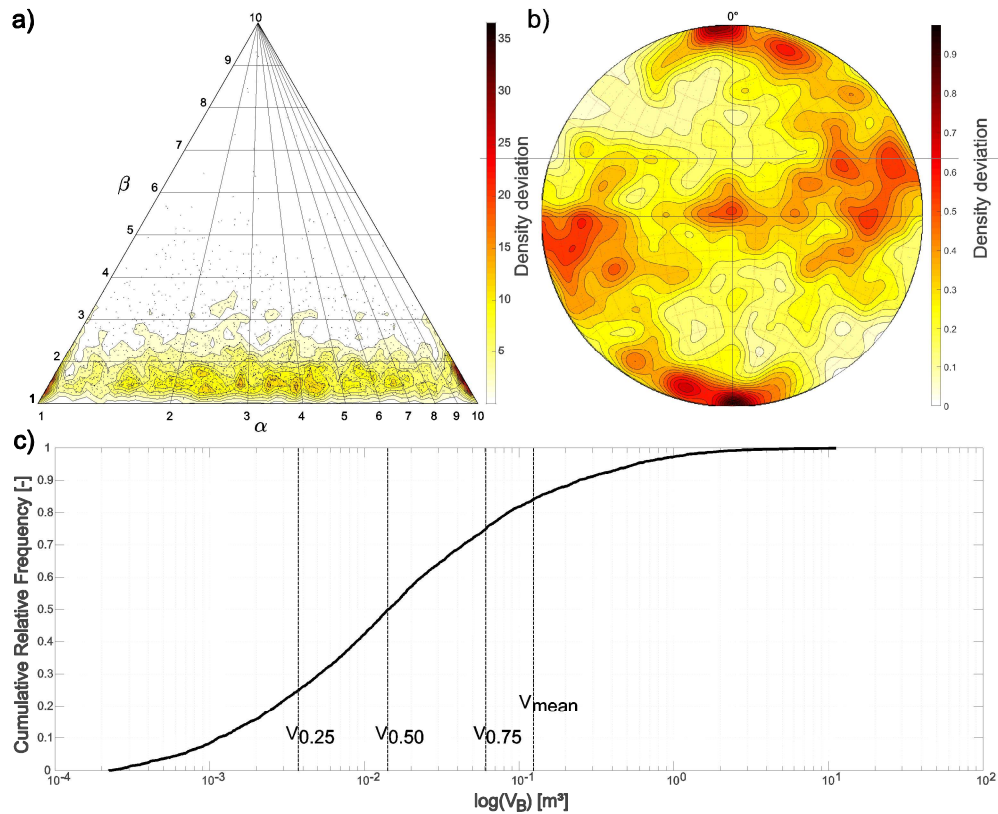 a)
10
9
8
7
6
5
4
3
2
1
β
1 2 3 4 5 6 7 8 9 10
α
35
30
25
20
15
10
5
Density deviation
b)
0°
0.9
0.8
0.7
0.6
0.5
0.4
0.3
0.2
0.1
0
Density deviation
c)
1
0.9
0.8
0.7
0.6
0.5
0.4
0.3
0.2
0.1
0
Cumulative Relative Frequency [-]
V0.25
V0.50
V0.75
Vmean
10-4 10-3 10-2 10-1 100 101 102
log(VB) [m³]